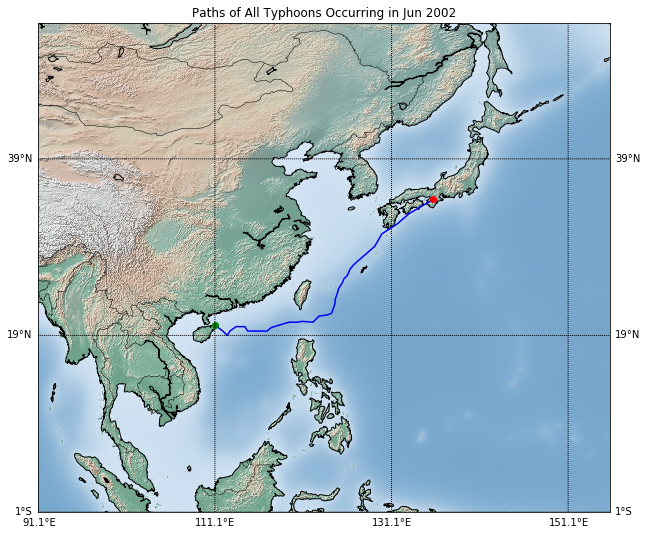 Paths of All Typhoons Occurring in Jun 2002
39°N
39°N
19°N
19°N
1°S
1°S
91.1°E
111.1°E
131.1°E
151.1°E